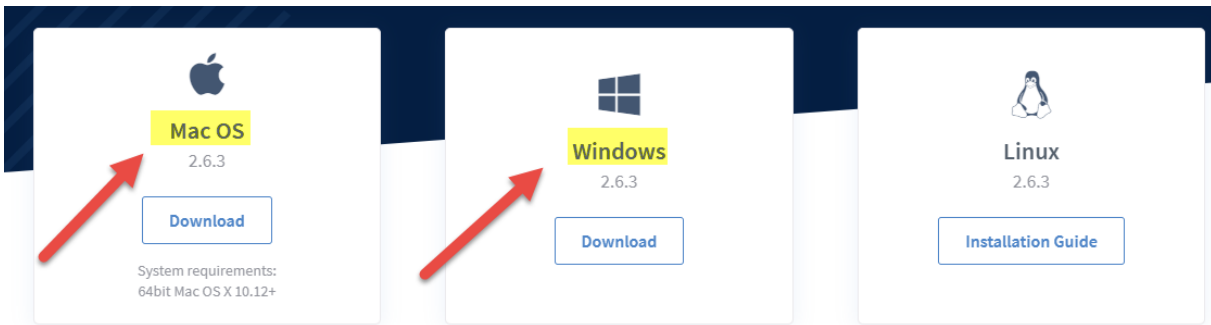 Mac OS
2.6.3
Download
System requirements:
64bit Mac OS X 10.12+
Windows
2.6.3
Download
Linux
2.6.3
Installation Guide